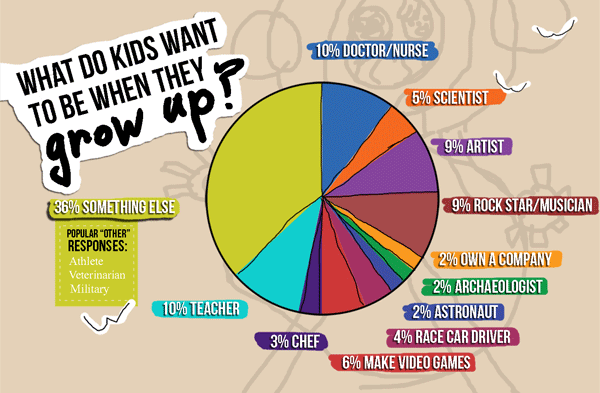 WHAT DO KIDS WANT
TO BE WHEN THEY
grow up?
10% DOCTOR/NURSE
5% SCIENTIST
9% ARTIST
9% ROCK STAR/MUSICIAN
2% OWN A COMPANY
2% ARCHAEOLOGIST
2% ASTRONAUT
4% RACE CAR DRIVER
6% MAKE VIDEO GAMES
3% CHEF
10% TEACHER
36% SOMETHING ELSE
POPULAR "OTHER"
RESPONSES:
Athlete
Veterinarian
Military